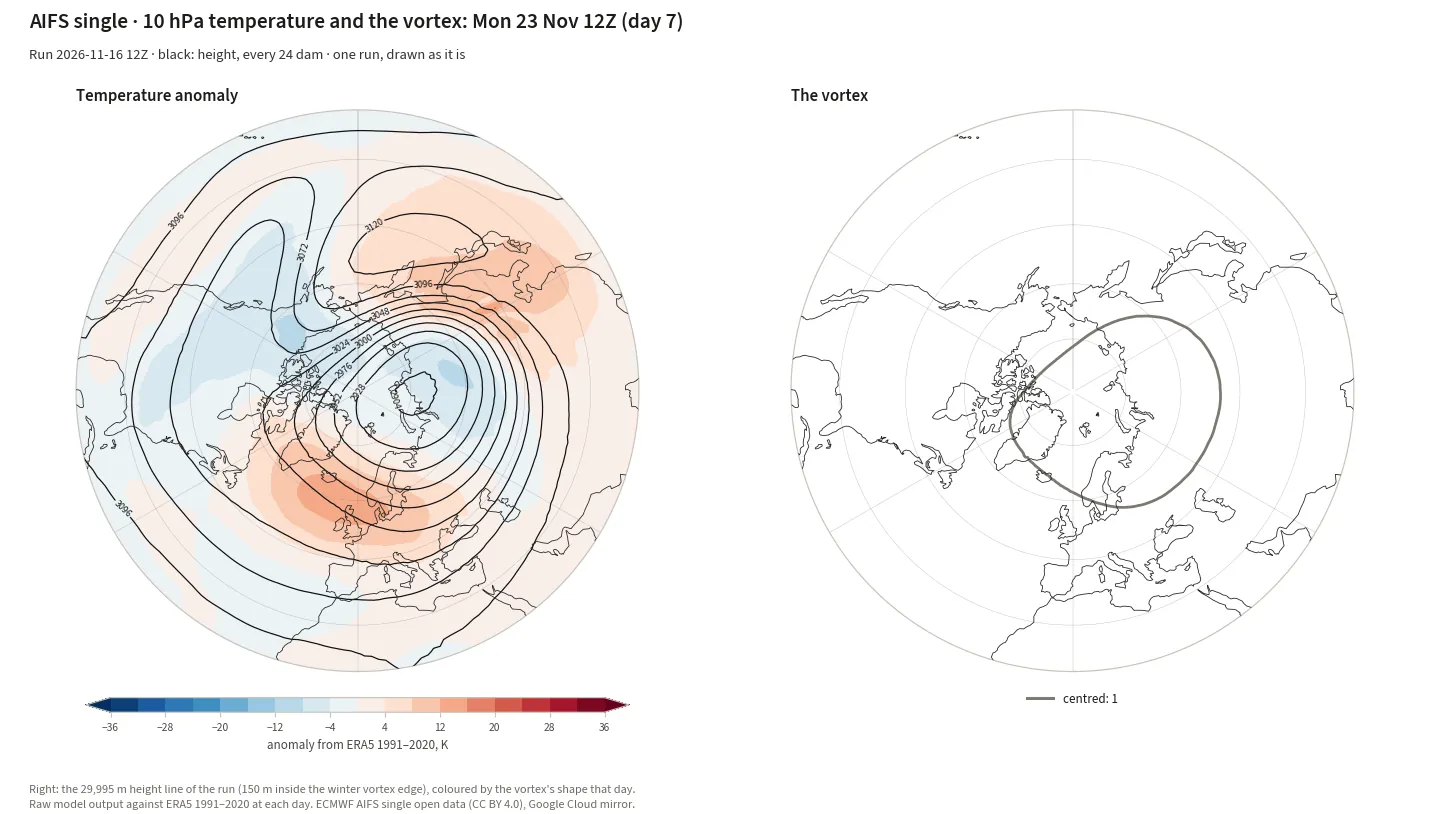 AIFS single · 10 hPa temperature and the vortex: Mon 23 Nov 12Z (day 7)
Run 2026-11-16 12Z · black: height, every 24 dam · one run, drawn as it is
Temperature anomaly
The vortex
3096
3120
3072
3096
3048
3024
3000
2976
2928
2904
3096
−36
−28
−20
−12
−4
4
12
20
28
36
anomaly from ERA5 1991–2020, K
centred: 1
Right: the 29,995 m height line of the run (150 m inside the winter vortex edge), coloured by the vortex's shape that day.
Raw model output against ERA5 1991–2020 at each day. ECMWF AIFS single open data (CC BY 4.0), Google Cloud mirror.